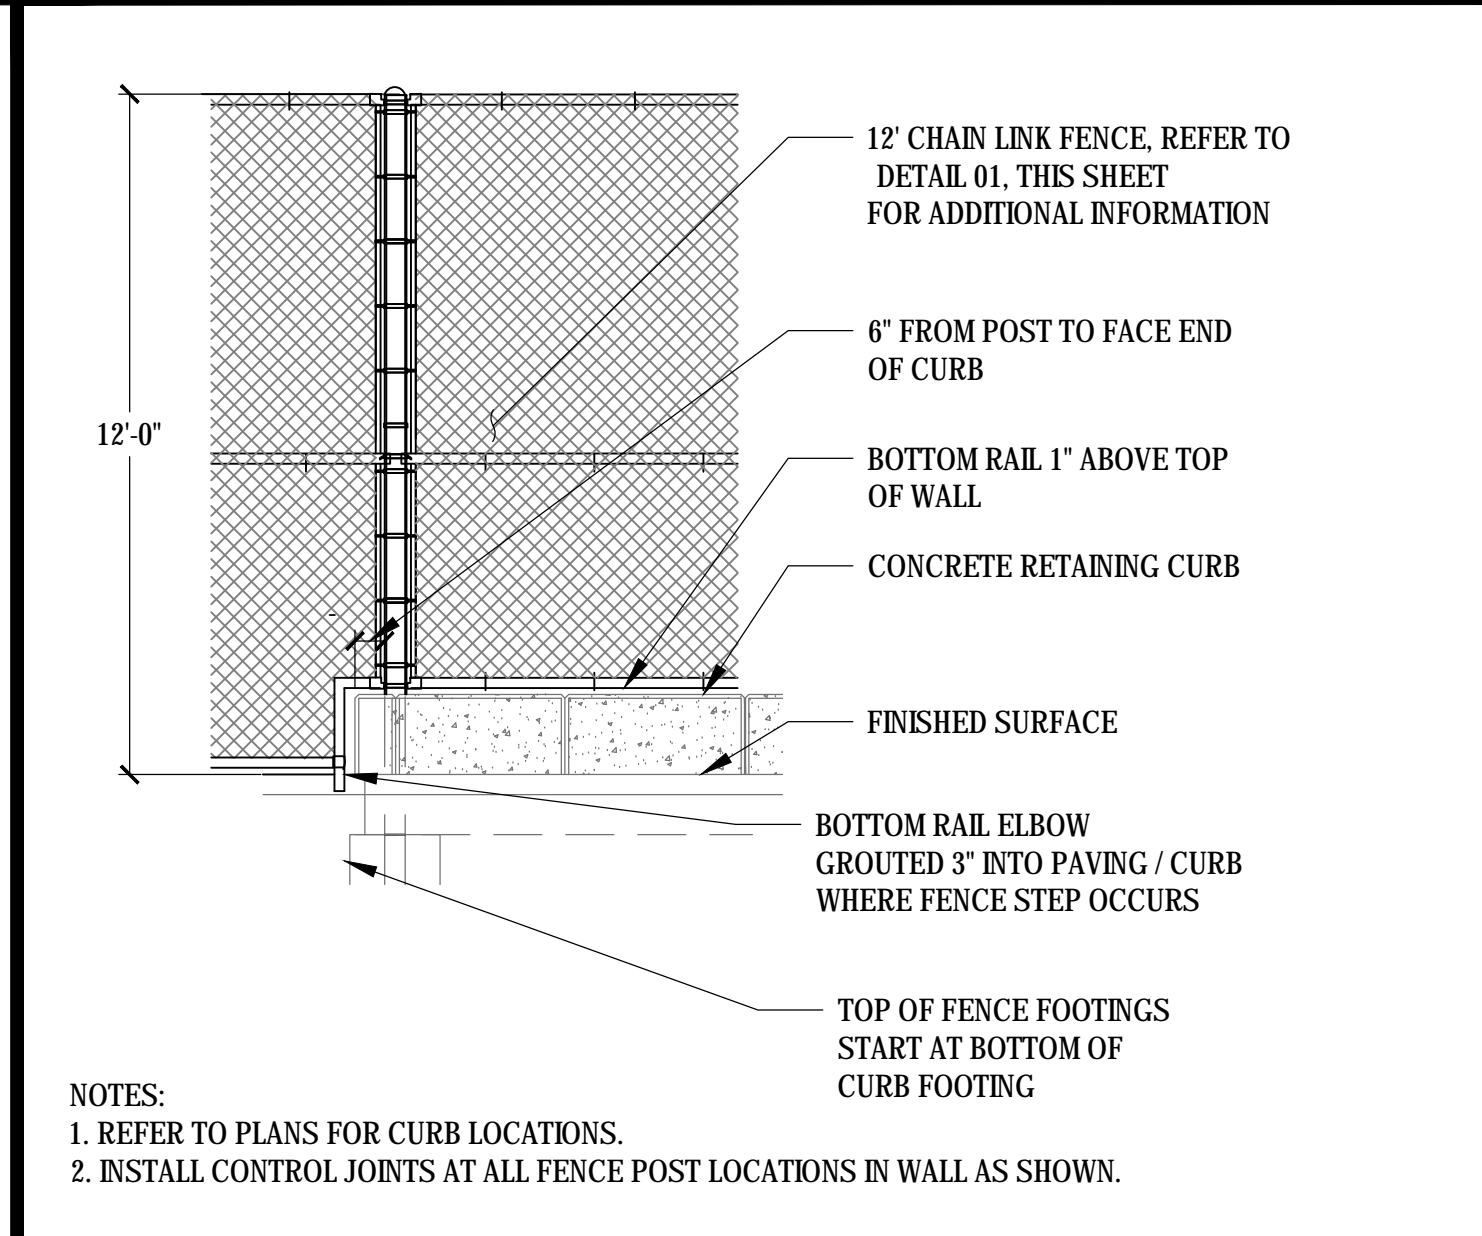 12' CHAIN LINK FENCE, REFER TO
DETAIL 01, THIS SHEET
FOR ADDITIONAL INFORMATION
6" FROM POST TO FACE END
OF CURB
12'-0"
BOTTOM RAIL 1" ABOVE TOP
OF WALL
CONCRETE RETAINING CURB
FINISHED SURFACE
BOTTOM RAIL ELBOW
GROUTED 3" INTO PAVING / CURB
WHERE FENCE STEP OCCURS
TOP OF FENCE FOOTINGS
START AT BOTTOM OF
CURB FOOTING
NOTES:
1. REFER TO PLANS FOR CURB LOCATIONS.
2. INSTALL CONTROL JOINTS AT ALL FENCE POST LOCATIONS IN WALL AS SHOWN.